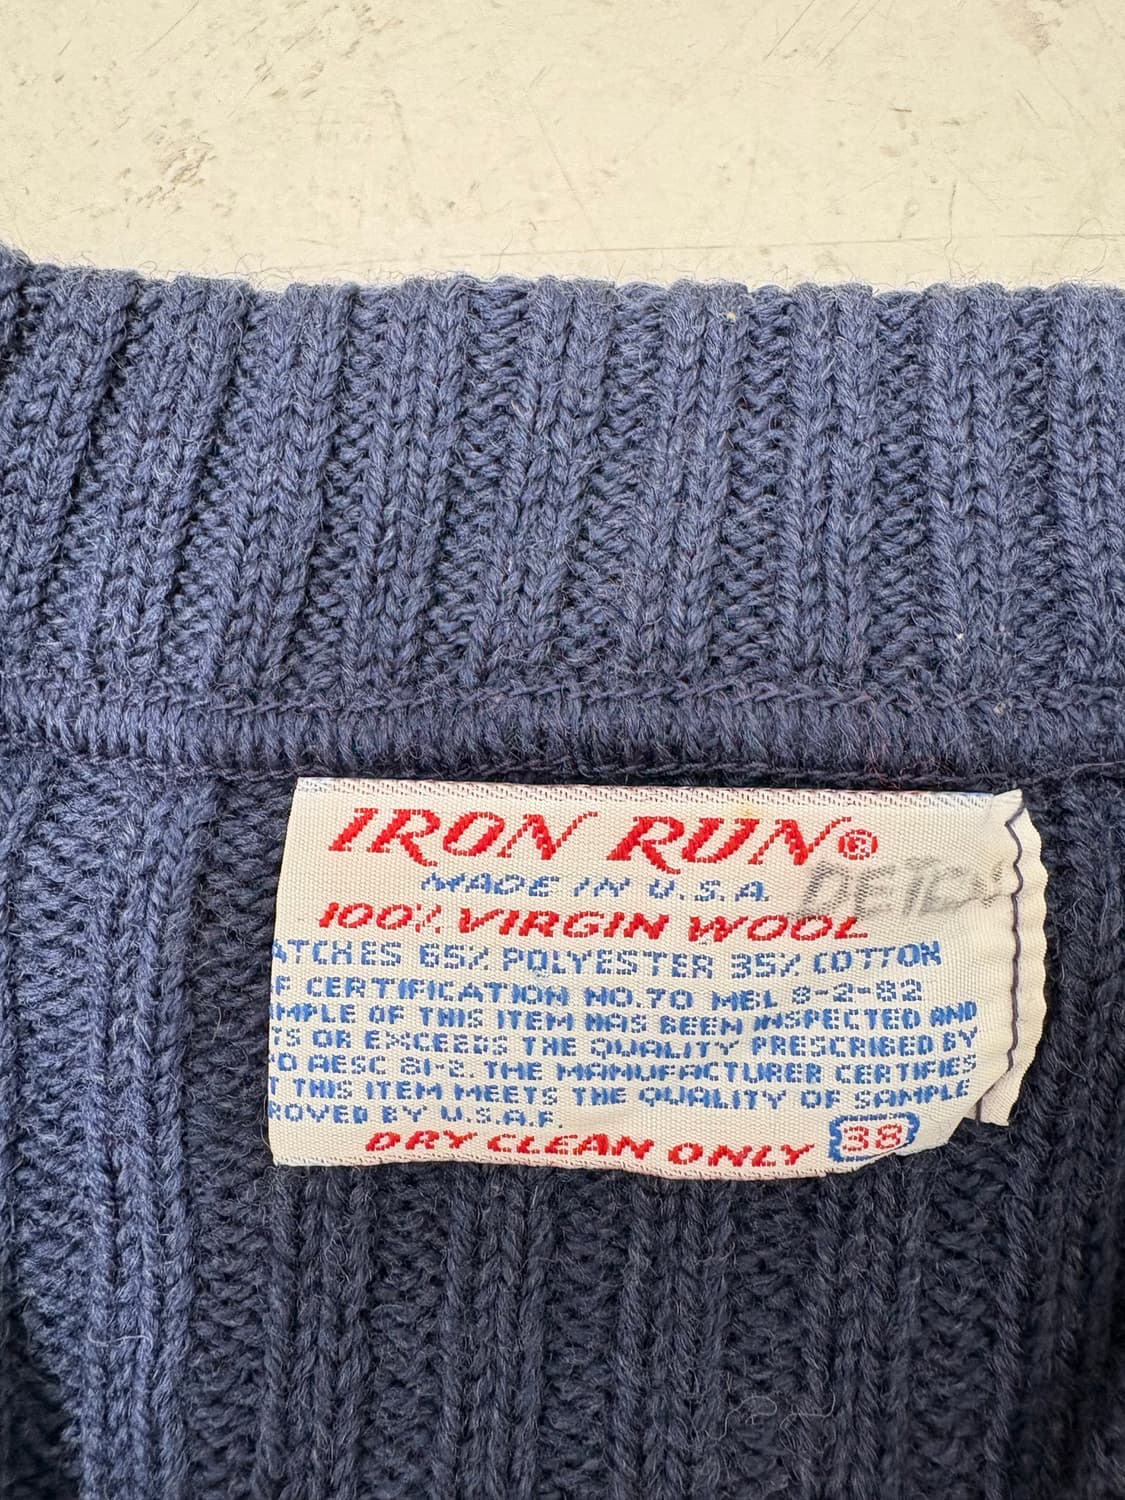 IRON RUN®
MADE IN U.S.A.
100% VIRGIN WOOL
ATCHES 65% POLYESTER 35% COTTON
F CERTIFICATION NO.70 MEL 8-2-82
MPLE OF THIS ITEM HAS BEEN INSPECTED AND
TS OR EXCEEDS THE QUALITY PRESCRIBED BY
D AESC 81-2. THE MANUFACTURER CERTIFIES
T THIS ITEM MEETS THE QUALITY OF SAMPLE
ROVED BY U.S.A.F.
DRY CLEAN ONLY 38